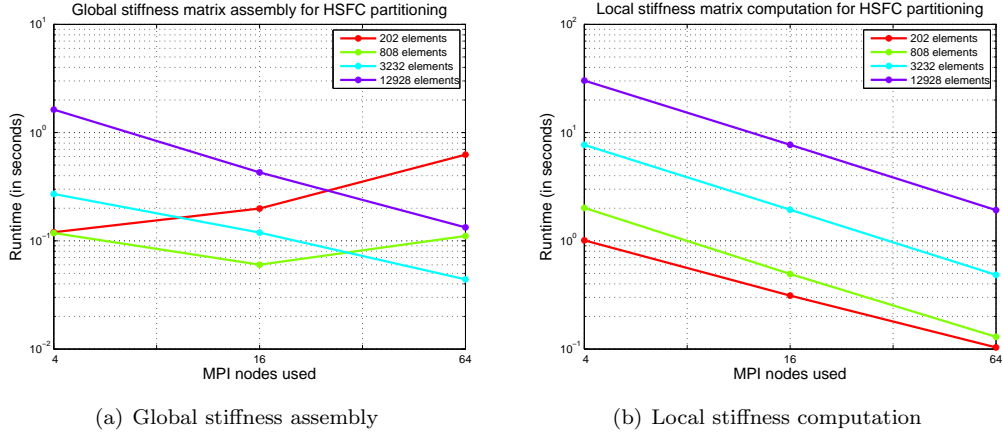 Global stiffness matrix assembly for HSFC partitioning
10^1
10^0
10^-1
10^-2
Runtime (in seconds)
202 elements
808 elements
3232 elements
12928 elements
4
16
64
MPI nodes used
(a) Global stiffness assembly
Local stiffness matrix computation for HSFC partitioning
10^2
10^1
10^0
10^-1
Runtime (in seconds)
202 elements
808 elements
3232 elements
12928 elements
4
16
64
MPI nodes used
(b) Local stiffness computation